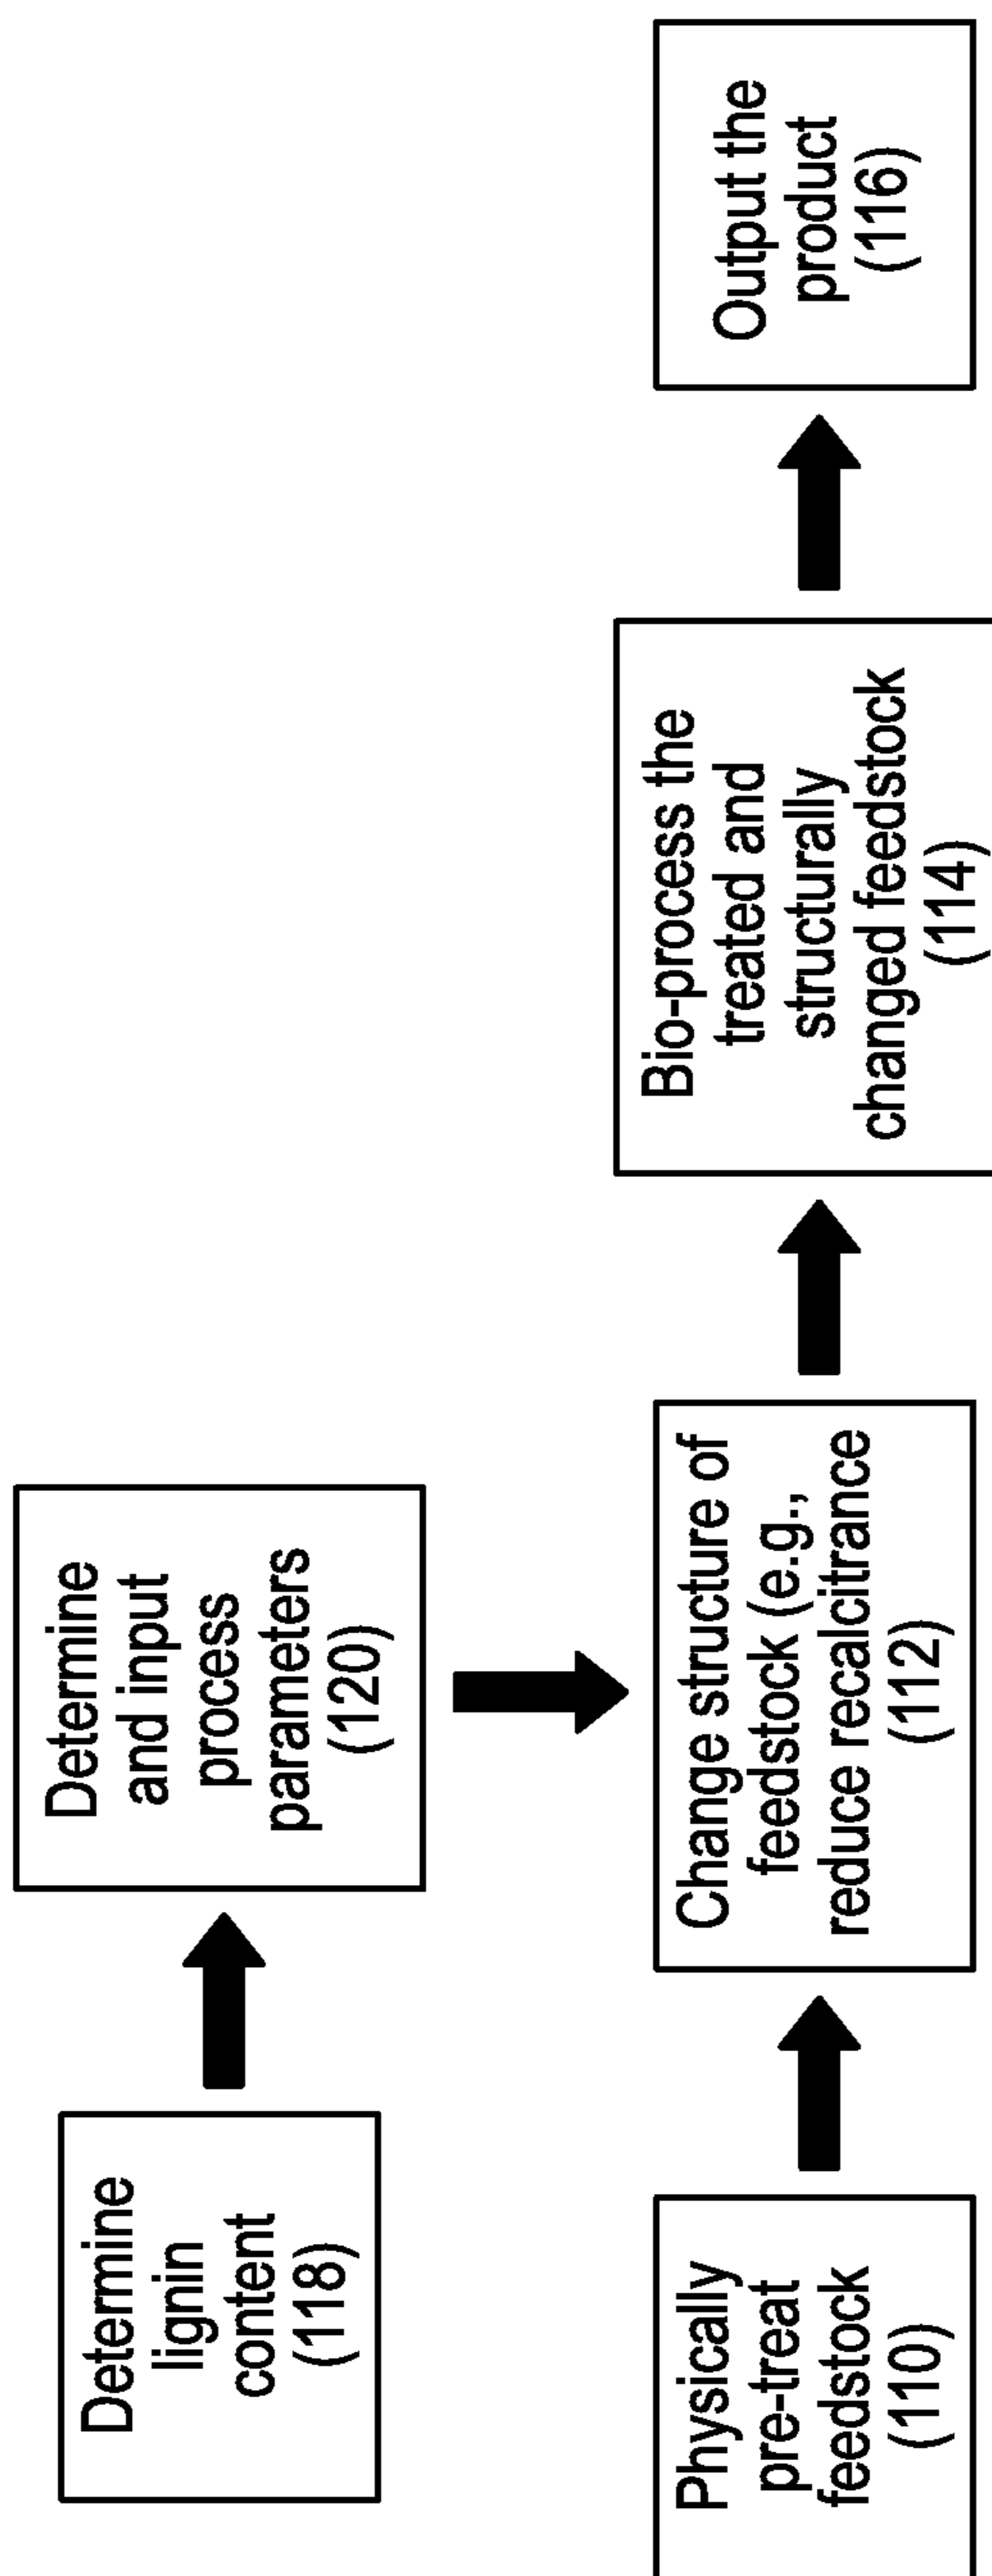 Determine
lignin
content
(118)
Determine
and input
process
parameters
(120)
Physically
pre-treat
feedstock
(110)
Change structure of
feedstock (e.g.,
reduce recalcitrance
(112)
Bio-process the
treated and
structurally
changed feedstock
(114)
Output the
product
(116)